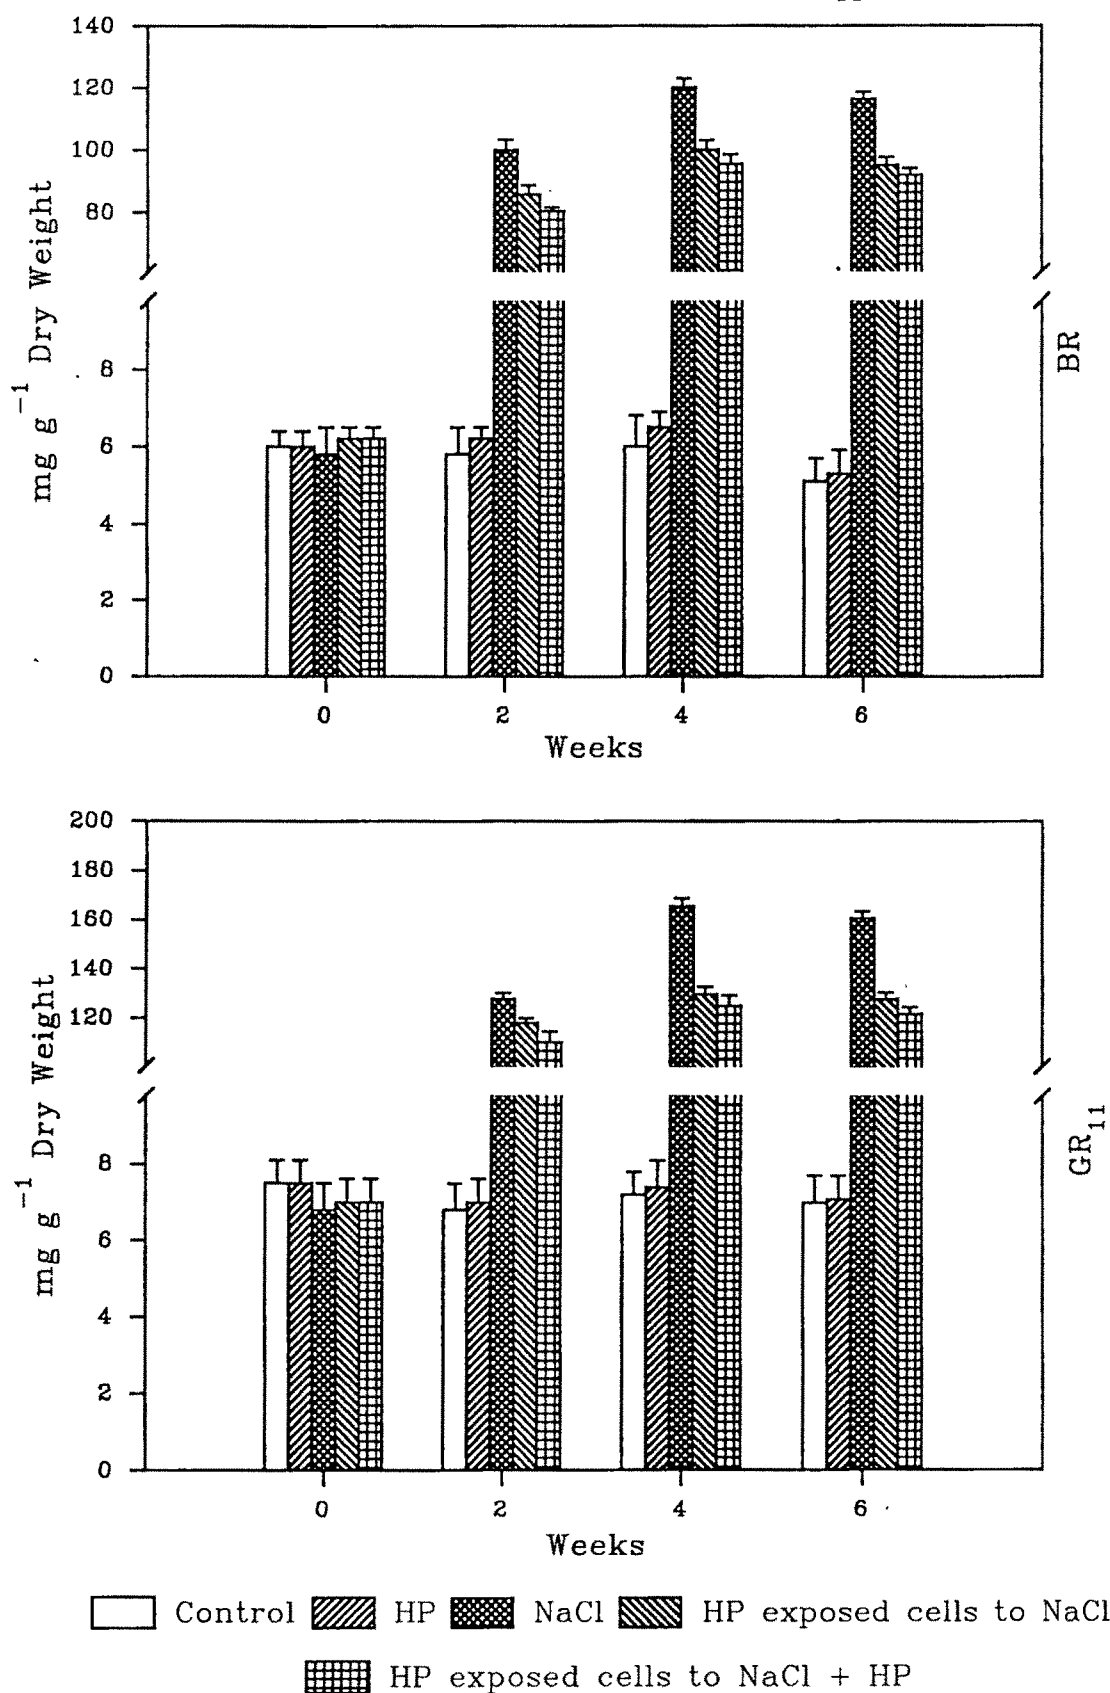 140
120
100
80
8
6
4
2
0
mg g⁻¹ Dry Weight
BR
0 2 4 6
Weeks
200
180
160
140
120
8
6
4
2
0
mg g⁻¹ Dry Weight
GR₁₁
0 2 4 6
Weeks
Control HP NaCl HP exposed cells to NaCl
HP exposed cells to NaCl + HP